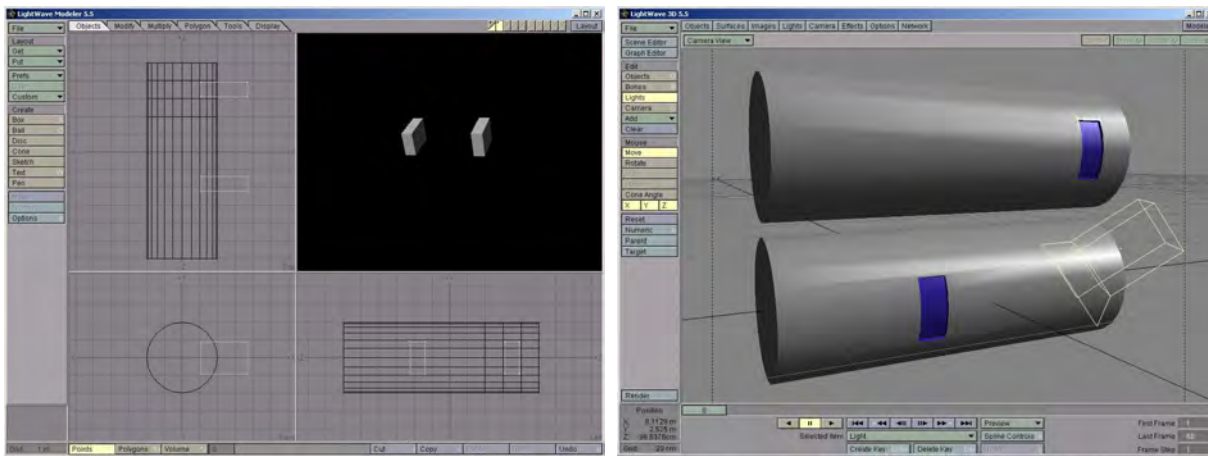 LightWave Modeler 5.5
File
Objects
Modify
Multiply
Polygon
Tools
Display
Layout
Layout
Get
Put
Prefs
Custom
Create
Box
Ball
Disc
Cone
Sketch
Text
Pen
Options
Points
Polygons
Volume
Cut
Copy
Undo
LightWave 3D 5.5
File
Objects
Surfaces
Images
Lights
Camera
Effects
Options
Network
Scene Editor
Graph Editor
Camera View
Edit
Objects
Bones
Lights
Camera
Add
Clear
Mouse
Move
Rotate
Cone Angle
X Y Z
Reset
Numeric
Parent
Target
Render
Position
0
Preview
Selected Item
Light
Spline Controls
Create Key
Delete Key
First Frame
Last Frame
Frame Step